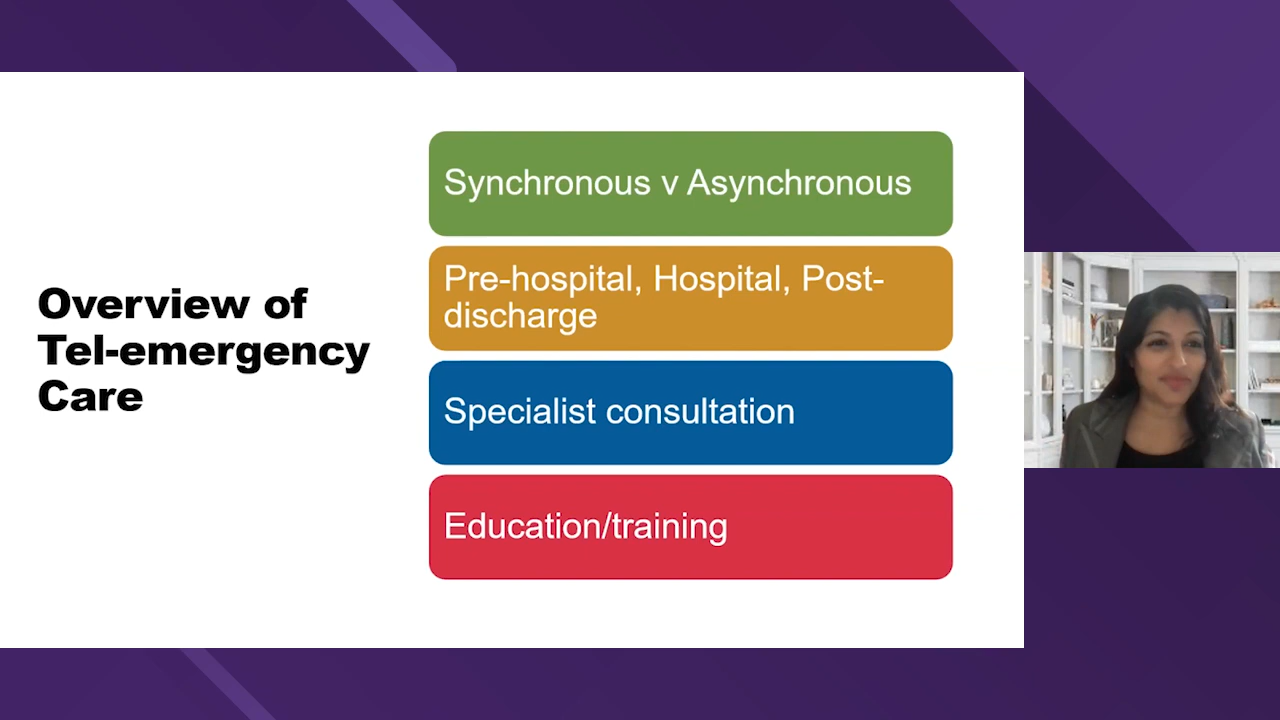 Overview of
Tel-emergency
Care
Synchronous v Asynchronous
Pre-hospital, Hospital, Post-
discharge
Specialist consultation
Education/training